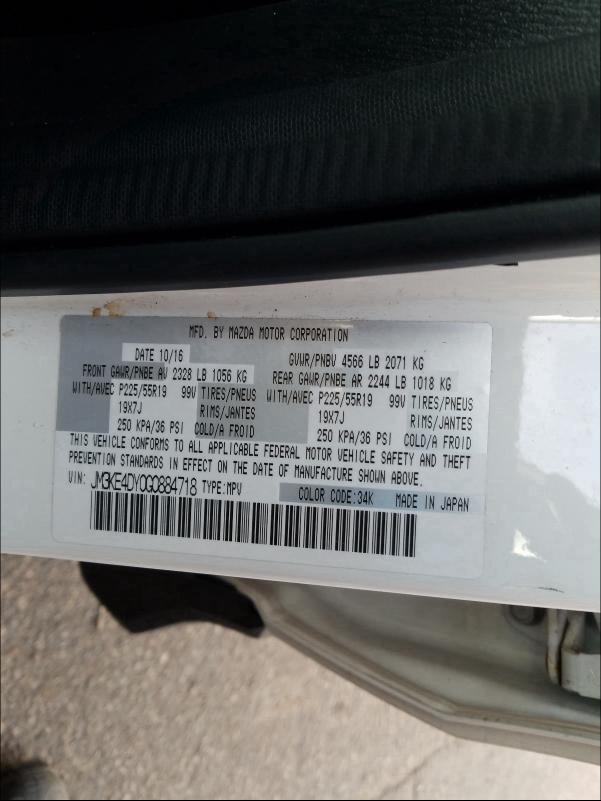 MFD. BY MAZDA MOTOR CORPORATION
DATE 10/16 GVWR/PNBV 4566 LB 2071 KG
FRONT GAWR/PNBE AV 2328 LB 1056 KG REAR GAWR/PNBE AR 2244 LB 1018 KG
WITH/AVEC P225/55R19 99V TIRES/PNEUS WITH/AVEC P225/55R19 99V TIRES/PNEUS
19X7J RIMS/JANTES 19X7J RIMS/JANTES
250 KPA/36 PSI COLD/A FROID 250 KPA/36 PSI COLD/A FROID
THIS VEHICLE CONFORMS TO ALL APPLICABLE FEDERAL MOTOR VEHICLE SAFETY AND THEFT
PREVENTION STANDARDS IN EFFECT ON THE DATE OF MANUFACTURE SHOWN ABOVE.
VIN: JM3KE4DY0G0884718 TYPE:MPV COLOR CODE:34K MADE IN JAPAN